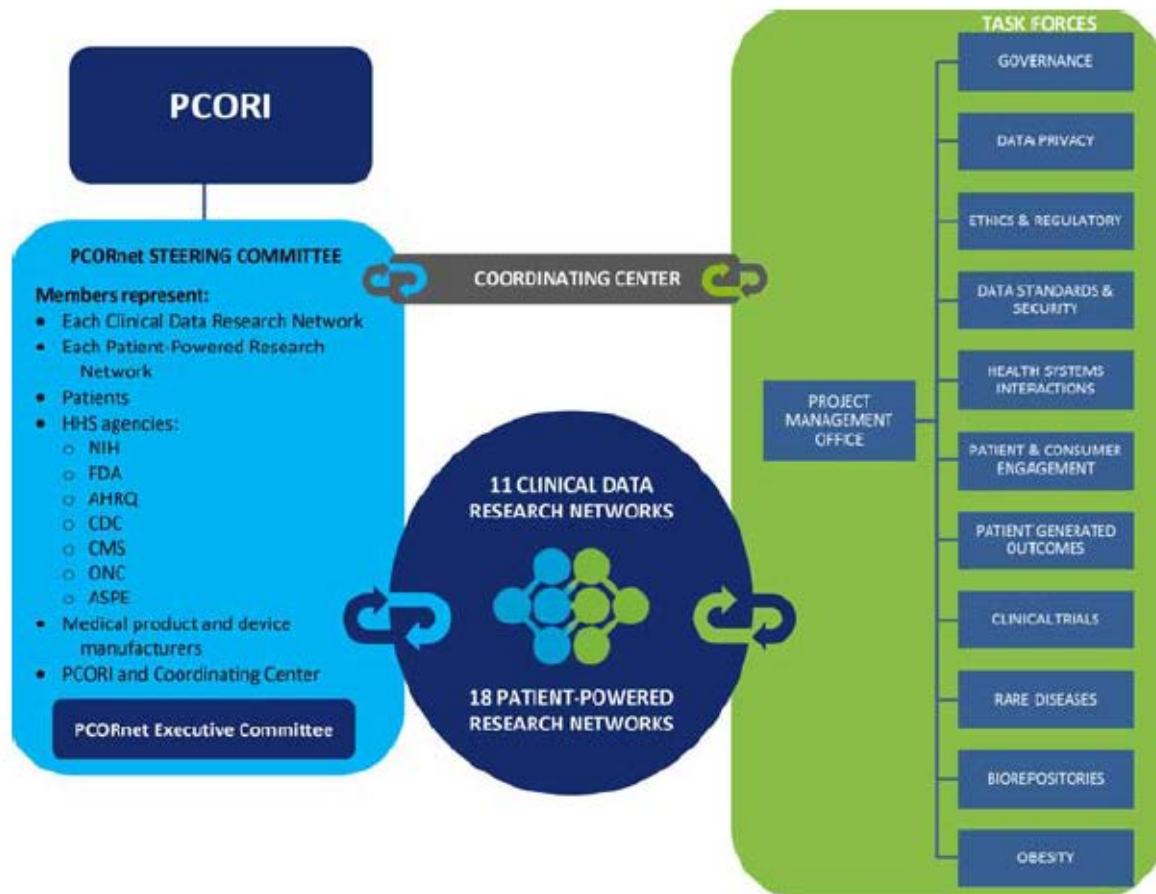 PCORI
PCORnet STEERING COMMITTEE
Members represent:
• Each Clinical Data Research Network
• Each Patient-Powered Research
Network
• Patients
• HHS agencies:
o NIH
o FDA
o AHRQ
o CDC
o CMS
o ONC
o ASPE
• Medical product and device
manufacturers
• PCORI and Coordinating Center
PCORnet Executive Committee
COORDINATING CENTER
11 CLINICAL DATA
RESEARCH NETWORKS
18 PATIENT-POWERED
RESEARCH NETWORKS
TASK FORCES
PROJECT
MANAGEMENT
OFFICE
GOVERNANCE
DATA PRIVACY
ETHICS & REGULATORY
DATA STANDARDS &
SECURITY
HEALTH SYSTEMS
INTERACTIONS
PATIENT & CONSUMER
ENGAGEMENT
PATIENT GENERATED
OUTCOMES
CLINICAL TRIALS
RARE DISEASES
BIOREPOSITORIES
OBESITY